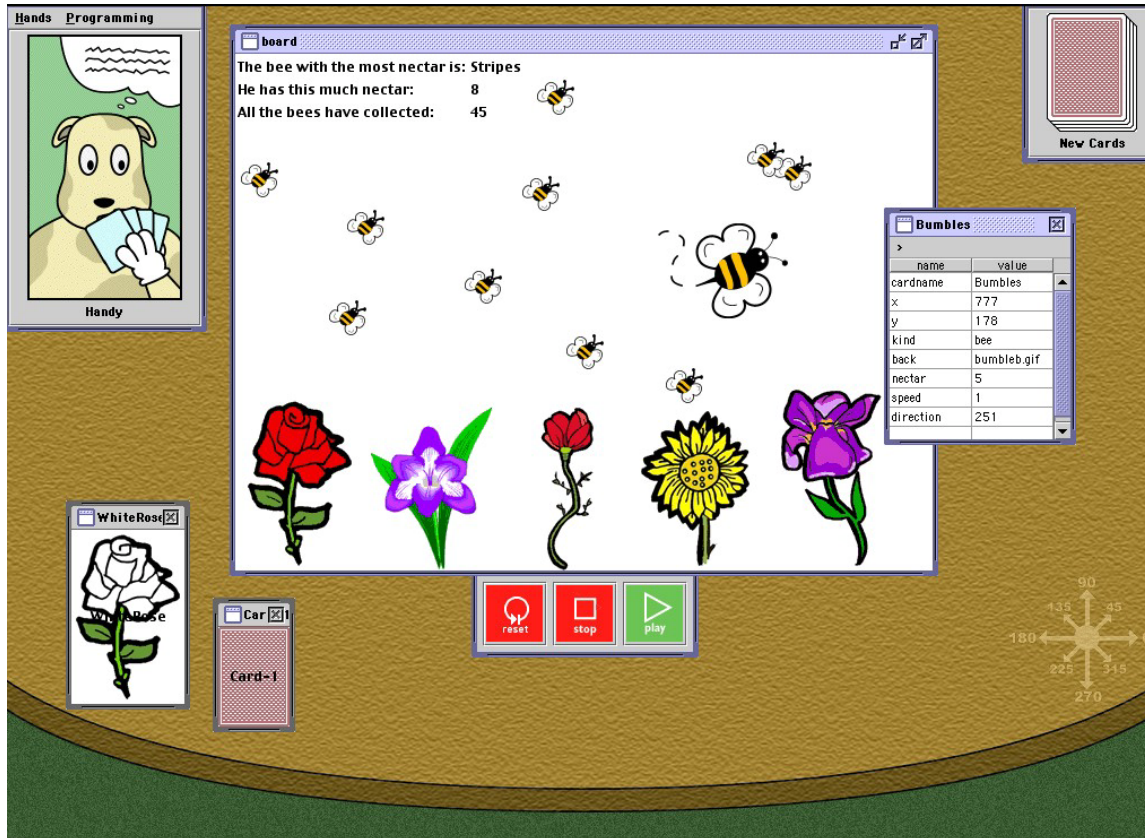 Hands Programming
Handy
board
The bee with the most nectar is: Stripes
He has this much nectar: 8
All the bees have collected: 45
New Cards
Bumbles
>
name value
cardname Bumbles
x 777
y 178
kind bee
back bumbleb.gif
nectar 5
speed 1
direction 251
WhiteRose
WhiteRose
Car 1
Card-1
reset stop play
90
135 45
180
225 315
270